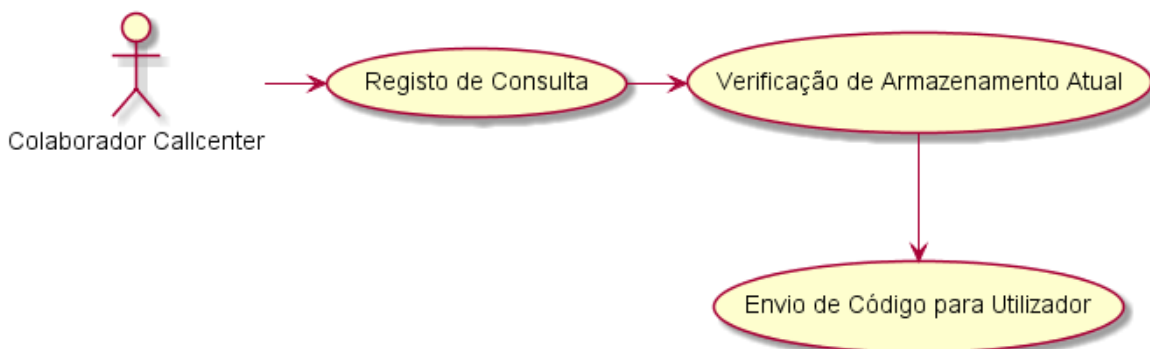 Registo de Consulta
Verificação de Armazenamento Atual
Colaborador Callcenter
Envio de Código para Utilizador